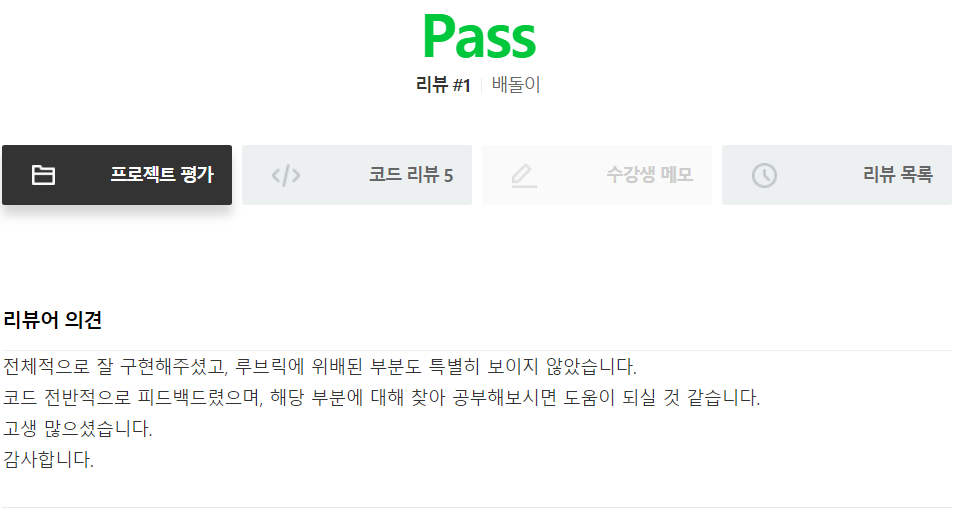 Pass
리뷰 #1 배돌이
프로젝트 평가
코드 리뷰 5
수강생 메모
리뷰 목록
리뷰어 의견
전체적으로 잘 구현해주셨고, 루브릭에 위배된 부분도 특별히 보이지 않았습니다.
코드 전반적으로 피드백드렸으며, 해당 부분에 대해 찾아 공부해보시면 도움이 되실 것 같습니다.
고생 많으셨습니다.
감사합니다.